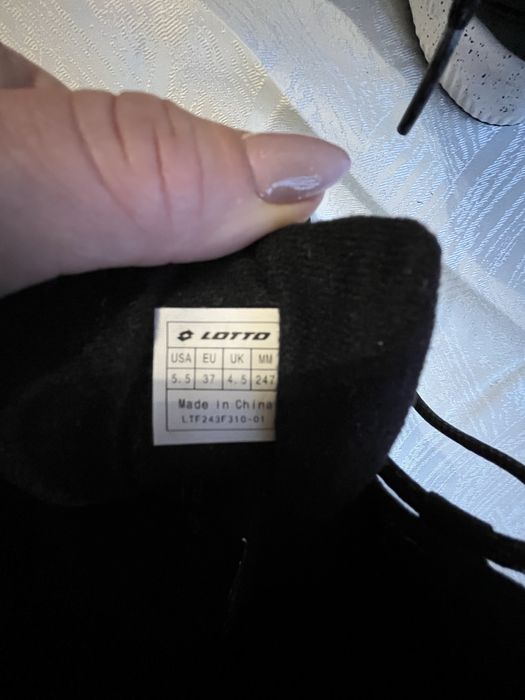 LOTTO
USA EU UK MM
5.5 37 4.5 247
Made in China
LTF243F310-01